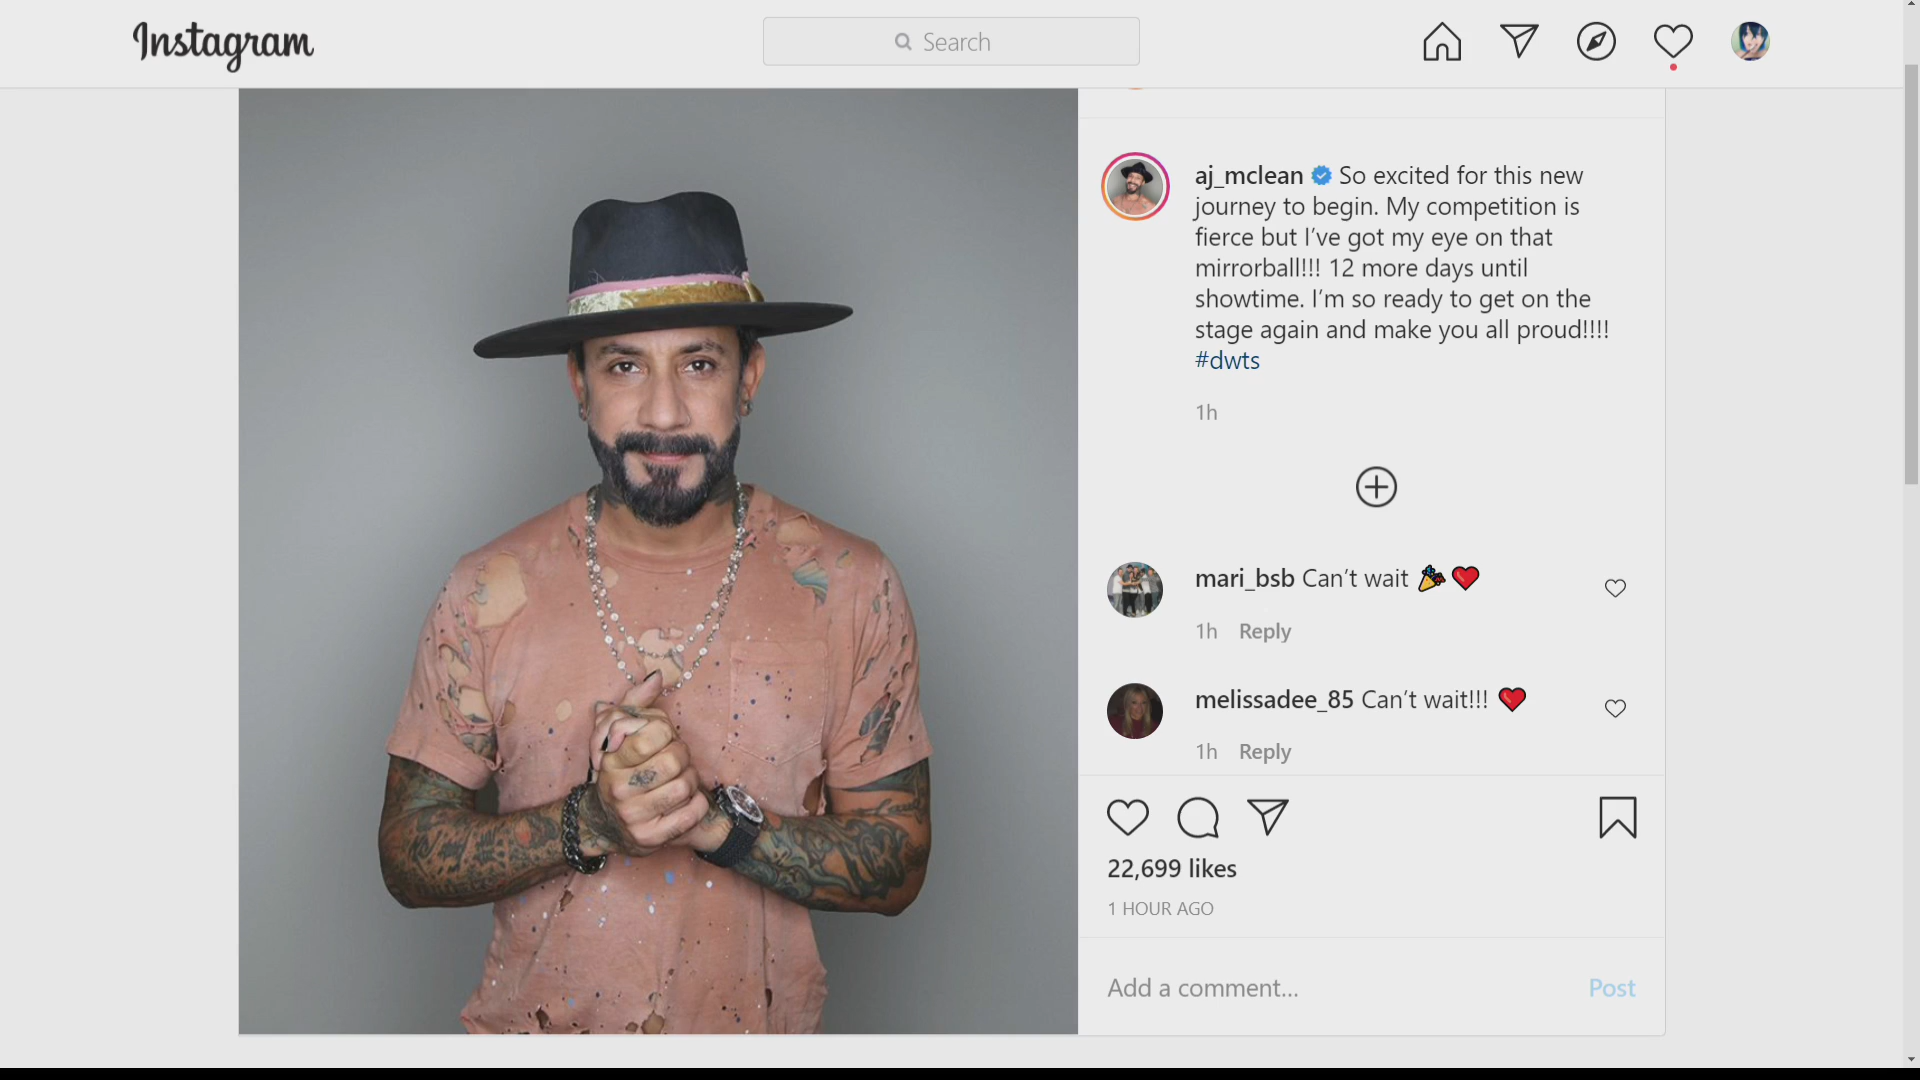 Instagram
Search
aj_mclean So excited for this new
journey to begin. My competition is
fierce but I’ve got my eye on that
mirrorball!!! 12 more days until
showtime. I’m so ready to get on the
stage again and make you all proud!!!!
#dwts
1h
mari_bsb Can’t wait 🎉❤️
1h Reply
melissadee_85 Can’t wait!!! ❤️
1h Reply
22,699 likes
1 HOUR AGO
Add a comment... Post